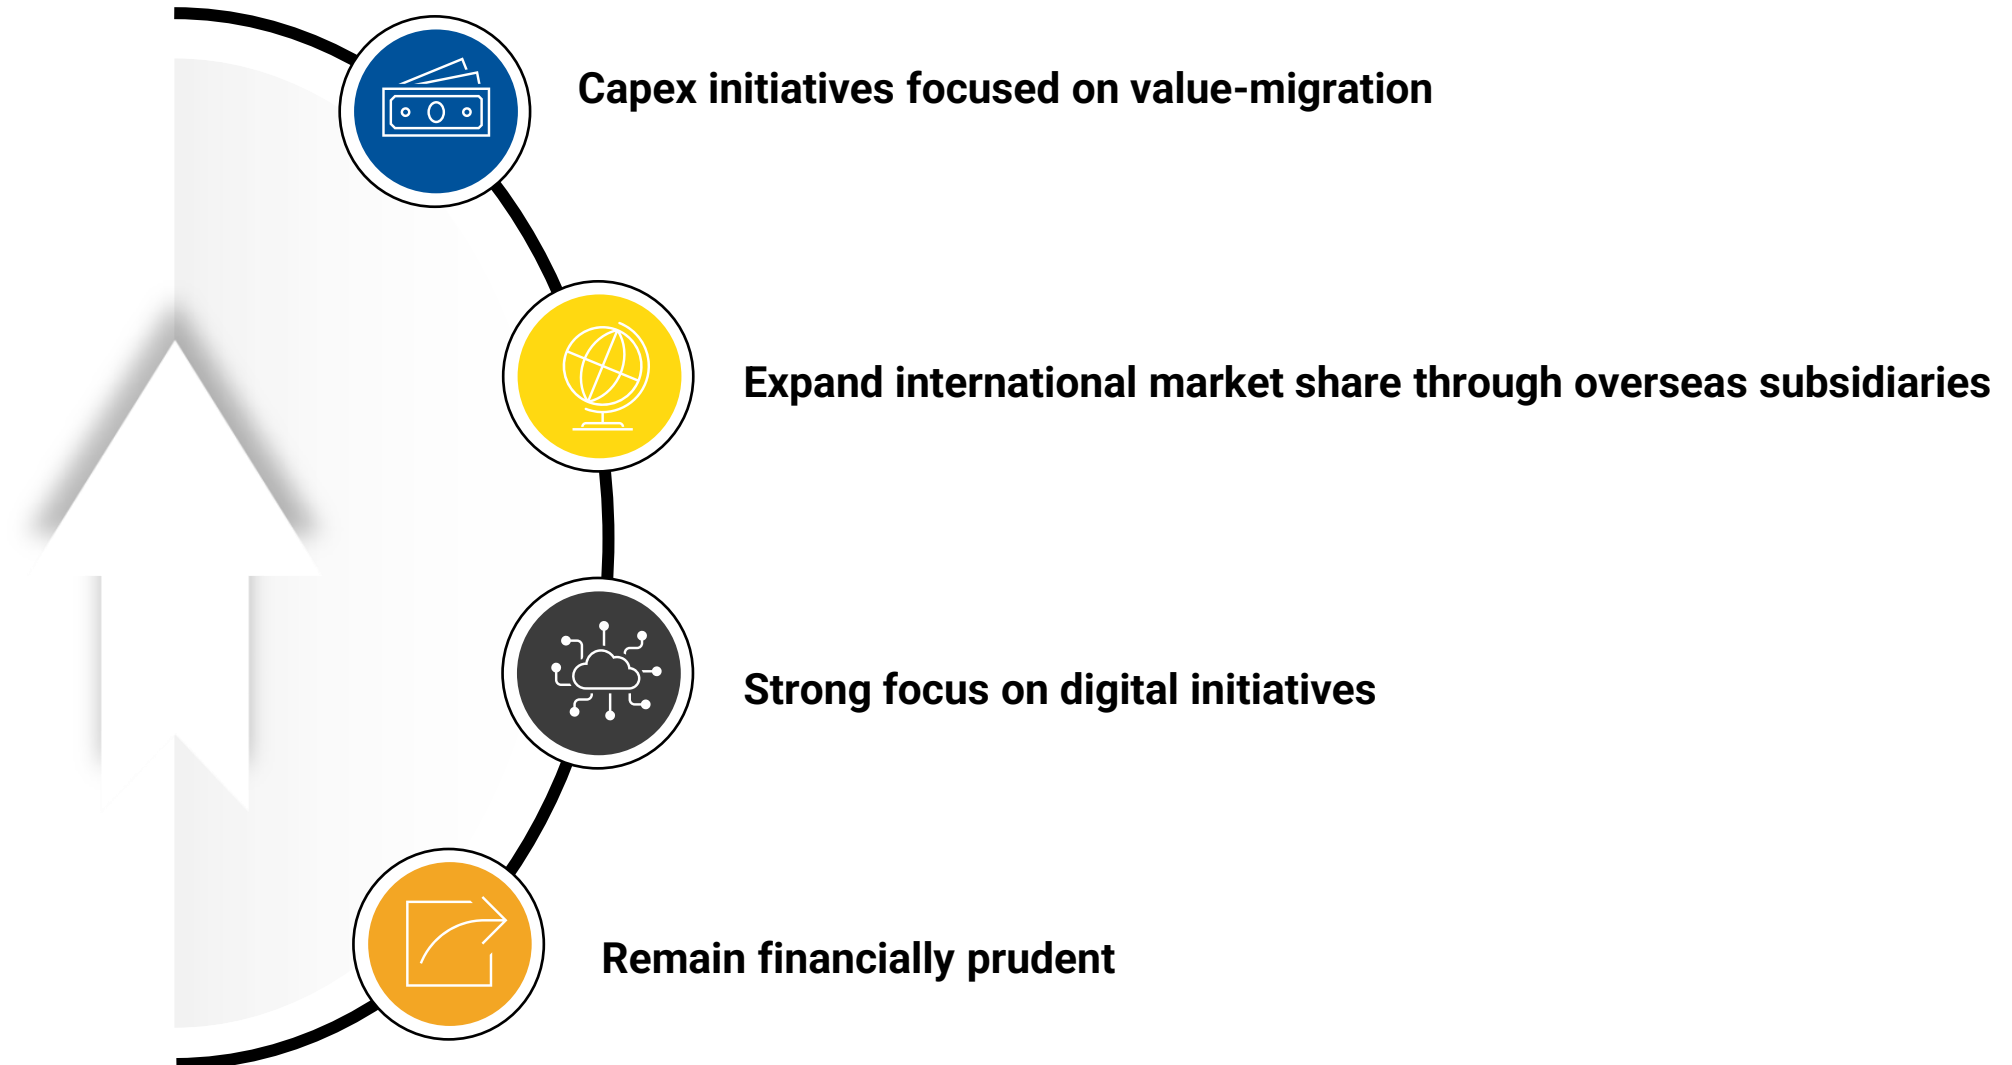 Capex initiatives focused on value-migration
Expand international market share through overseas subsidiaries
Strong focus on digital initiatives
Remain financially prudent